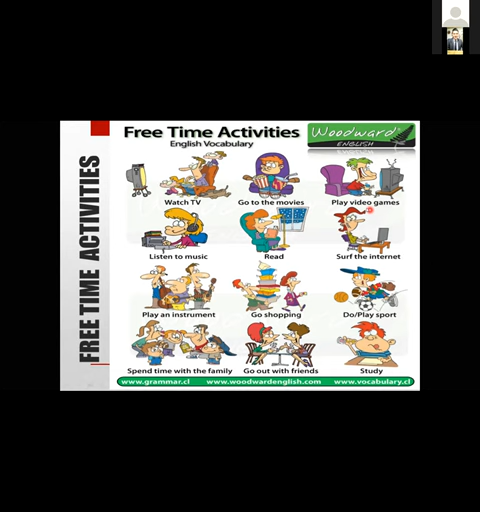 FREE TIME ACTIVITIES
Free Time Activities
English Vocabulary
Woodward
ENGLISH
Watch TV
Go to the movies
Play video games
Listen to music
Read
Surf the internet
Play an instrument
Go shopping
Do/Play sport
Spend time with the family
Go out with friends
Study
www.grammar.cl
www.woodwardenglish.com
www.vocabulary.cl